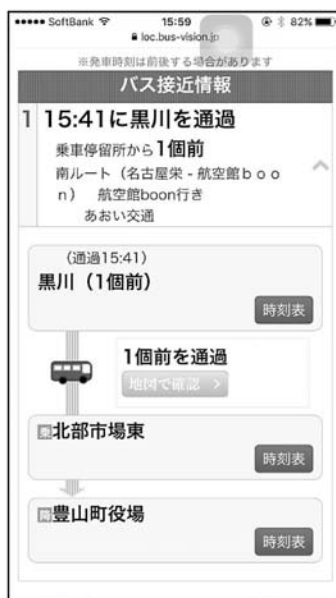 SoftBank 15:59 82%
loc.bus-vision.jp
※発車時刻は前後する場合があります
バス接近情報
1 15:41に黒川を通過
乗車停留所から1個前
南ルート（名古屋栄 - 航空館ｂｏｏ
ｎ） 航空館boon行き
あおい交通
（通過15:41）
黒川（1個前）
時刻表
1個前を通過
地図で確認 >
北部市場東
時刻表
豊山町役場
時刻表